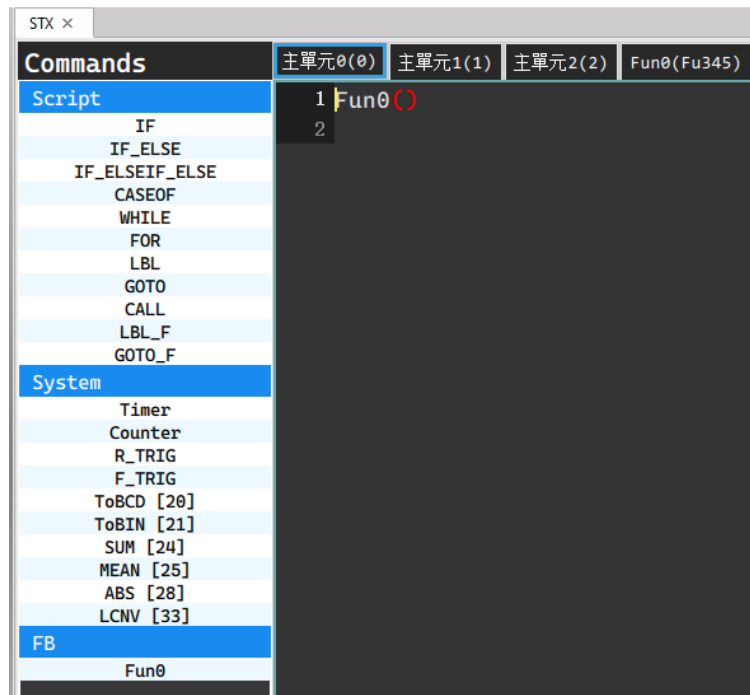 STX ×
Commands
主單元0(0) 主單元1(1) 主單元2(2) Fun0(Fu345)
Script
IF
IF_ELSE
IF_ELSEIF_ELSE
CASEOF
WHILE
FOR
LBL
GOTO
CALL
LBL_F
GOTO_F
System
Timer
Counter
R_TRIG
F_TRIG
ToBCD [20]
ToBIN [21]
SUM [24]
MEAN [25]
ABS [28]
LCNV [33]
FB
Fun0
1 Fun0()
2